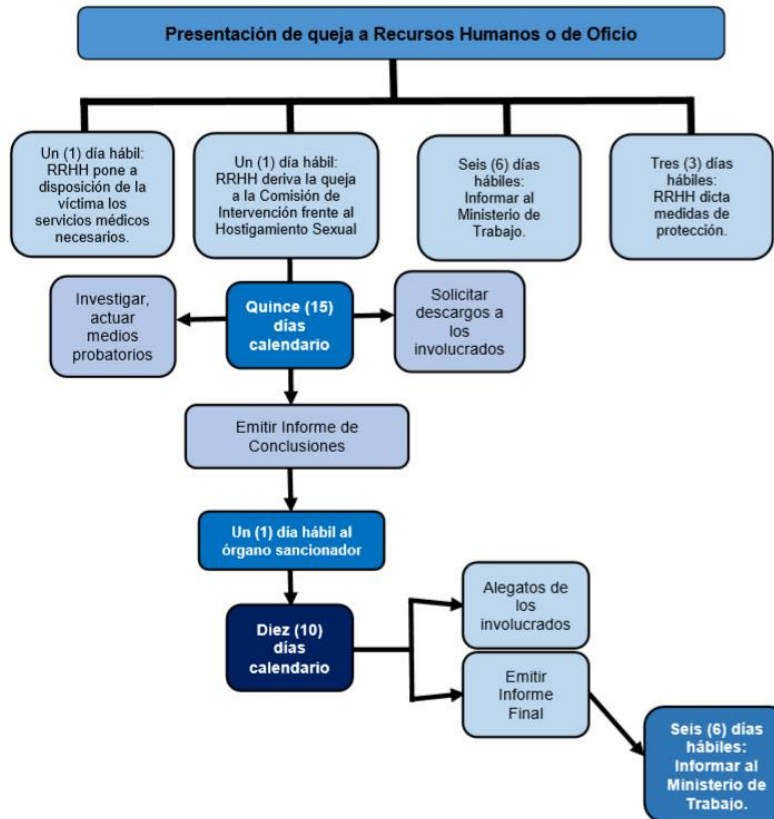 Presentación de queja a Recursos Humanos o de Oficio
Un (1) día hábil:
RRHH pone a
disposición de la
víctima los
servicios médicos
necesarios.
Un (1) día hábil:
RRHH deriva la queja
a la Comisión de
Intervención frente al
Hostigamiento Sexual
Seis (6) días
hábiles:
Informar al
Ministerio de
Trabajo.
Tres (3) días
hábiles:
RRHH dicta
medidas de
protección.
Investigar,
actuar
medios
probatorios
Quince (15)
días
calendario
Solicitar
descargos a
los
involucrados
Emitir Informe de
Conclusiones
Un (1) día hábil al
órgano sancionador
Diez (10)
días
calendario
Alegatos de
los
involucrados
Emitir
Informe
Final
Seis (6) días
hábiles:
Informar al
Ministerio de
Trabajo.